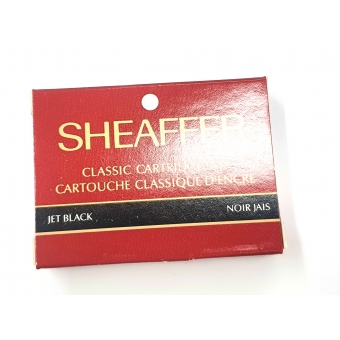 SHEAFFER
CLASSIC
CARTOUCHE CLASSIQUE D'ENCRE
JET BLACK
NOIR JAIS